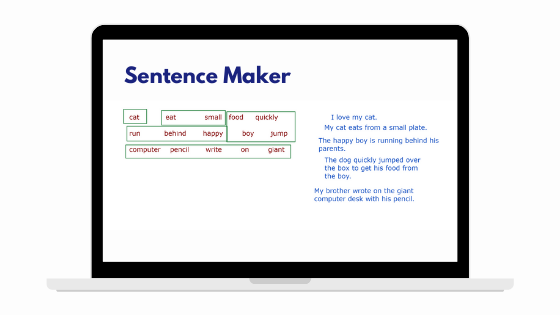 Sentence Maker
cat eat small food quickly
run behind happy boy jump
computer pencil write on giant
I love my cat.
My cat eats from a small plate.
The happy boy is running behind his
parents.
The dog quickly jumped over
the box to get his food from
the boy.
My brother wrote on the giant
computer desk with his pencil.